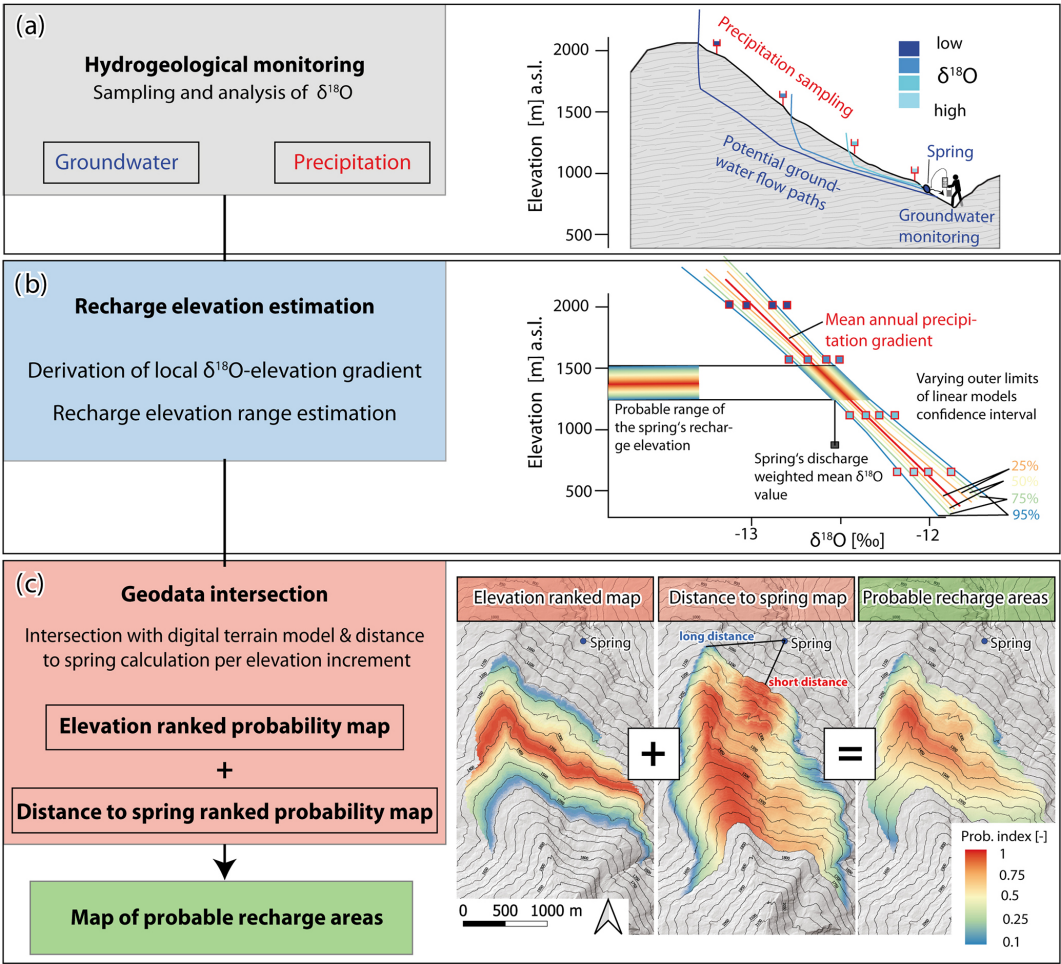 (a)
Hydrogeological monitoring
Sampling and analysis of δ¹⁸O
Groundwater
Precipitation
Elevation [m] a.s.l.
2000
1500
1000
500
Precipitation sampling
Potential ground-
water flow paths
low
δ¹⁸O
high
Spring
Groundwater
monitoring
(b)
Recharge elevation estimation
Derivation of local δ¹⁸O-elevation gradient
Recharge elevation range estimation
Elevation [m] a.s.l.
2000
1500
1000
500
Mean annual precipi-
tation gradient
Probable range of
the spring's rechar-
ge elevation
Varying outer limits
of linear models
confidence interval
Spring's discharge
weighted mean δ¹⁸O
value
25%
50%
75%
95%
-13
δ¹⁸O [‰]
-12
(c)
Geodata intersection
Intersection with digital terrain model & distance
to spring calculation per elevation increment
Elevation ranked probability map
+
Distance to spring ranked probability map
Map of probable recharge areas
Elevation ranked map
Distance to spring map
Probable recharge areas
Spring
long distance
Spring
short distance
Spring
+
=
Prob. index [-]
1
0.75
0.5
0.25
0.1
0 500 1000 m